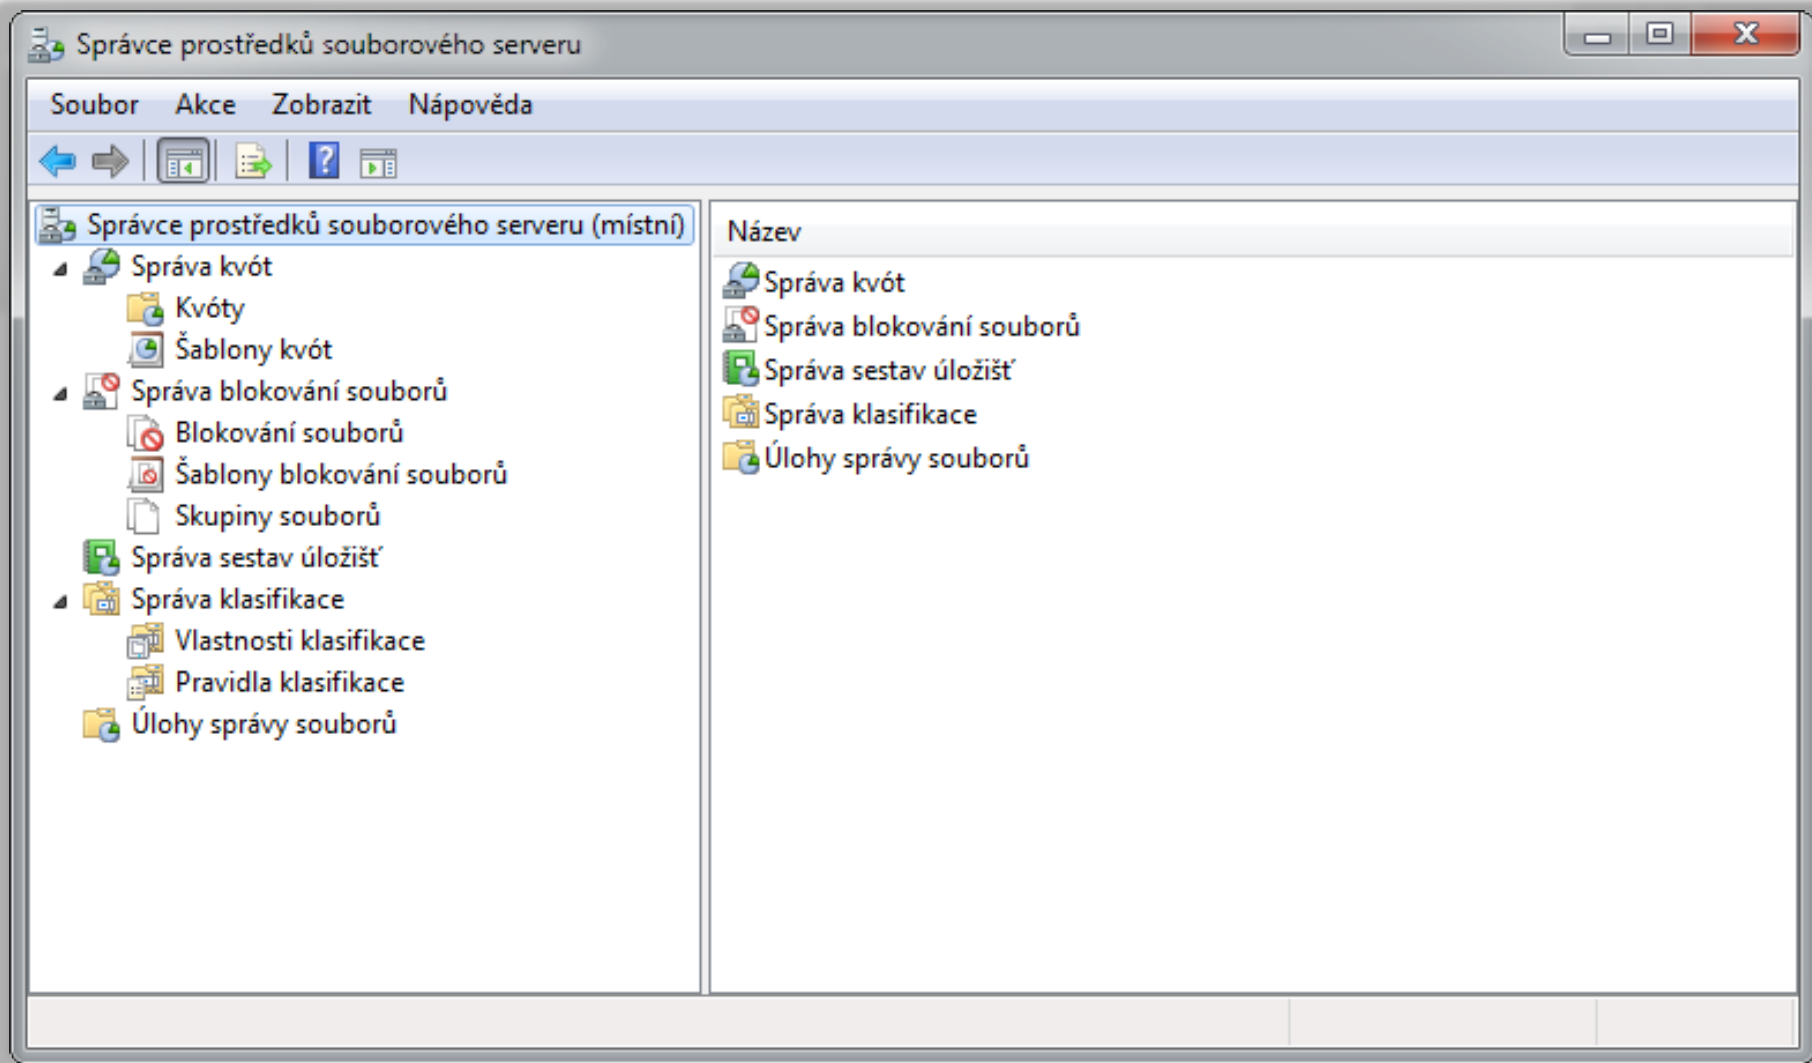 Správce prostředků souborového serveru
Soubor Akce Zobrazit Nápověda
Správce prostředků souborového serveru (místní)
Správa kvót
Kvóty
Šablony kvót
Správa blokování souborů
Blokování souborů
Šablony blokování souborů
Skupiny souborů
Správa sestav úložišť
Správa klasifikace
Vlastnosti klasifikace
Pravidla klasifikace
Úlohy správy souborů
Název
Správa kvót
Správa blokování souborů
Správa sestav úložišť
Správa klasifikace
Úlohy správy souborů